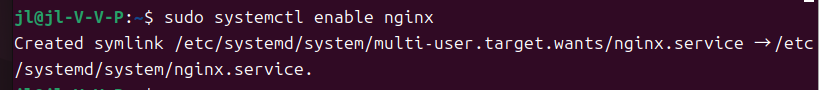 jl@jl-V-V-P:~$ sudo systemctl enable nginx
Created symlink /etc/systemd/system/multi-user.target.wants/nginx.service → /etc
/systemd/system/nginx.service.